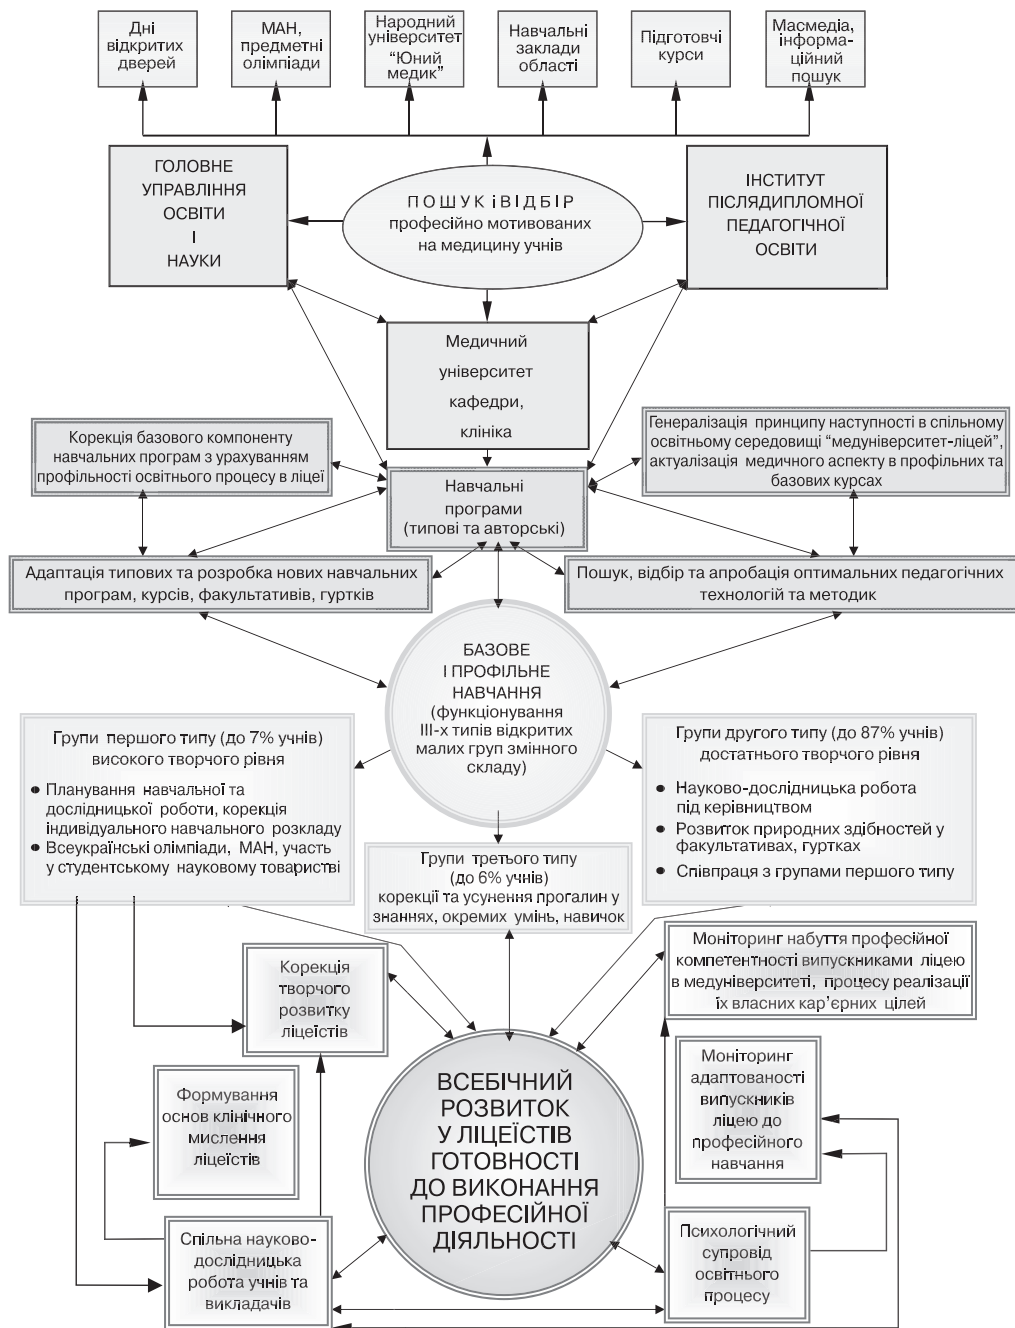 Дні
відкритих
дверей
МАН,
предметні
олімпіади
Народний
університет
“Юний
медик”
Навчальні
заклади
області
Підготовчі
курси
Масмедіа,
інформа-
ційний
пошук
ГОЛОВНЕ
УПРАВЛІННЯ
ОСВІТИ
І
НАУКИ
ПОШУК і ВІДБІР
професійно мотивованих
на медицину учнів
ІНСТИТУТ
ПІСЛЯДИПЛОМНОЇ
ПЕДАГОГІЧНОЇ
ОСВІТИ
Медичний
університет
кафедри,
клініка
Корекція базового компоненту
навчальних програм з урахуванням
профільності освітнього процесу в ліцеї
Генералізація принципу наступності в спільному
освітньому середовищі “медуніверситет-ліцей”,
актуалізація медичного аспекту в профільних та
базових курсах
Навчальні
програми
(типові та авторські)
Адаптація типових та розробка нових навчальних
програм, курсів, факультативів, гуртків
Пошук, відбір та апробація оптимальних педагогічних
технологій та методик
БАЗОВЕ
І ПРОФІЛЬНЕ
НАВЧАННЯ
(функціонування
ІІІ-х типів відкритих
малих груп змінного
складу)
Групи першого типу (до 7% учнів)
високого творчого рівня
● Планування навчальної та
дослідницької роботи, корекція
індивідуального навчального розкладу
● Всеукраїнські олімпіади, МАН, участь
у студентському науковому товаристві
Групи другого типу (до 87% учнів)
достатнього творчого рівня
● Науково-дослідницька робота
під керівництвом
● Розвиток природних здібностей у
факультативах, гуртках
● Співпраця з групами першого типу
Групи третього типу
(до 6% учнів)
корекції та усунення прогалин у
знаннях, окремих умінь, навичок
Корекція
творчого
розвитку
ліцеїстів
Моніторинг набуття професійної
компетентності випускниками ліцею
в медуніверситеті, процесу реалізації
їх власних кар’єрних цілей
Формування
основ клінічного
мислення
ліцеїстів
ВСЕБІЧНИЙ
РОЗВИТОК
У ЛІЦЕЇСТІВ
ГОТОВНОСТІ
ДО ВИКОНАННЯ
ПРОФЕСІЙНОЇ
ДІЯЛЬНОСТІ
Моніторинг
адаптованості
випускників
ліцею до
професійного
навчання
Спільна науково-
дослідницька
робота учнів та
викладачів
Психологічний
супровід
освітнього
процесу